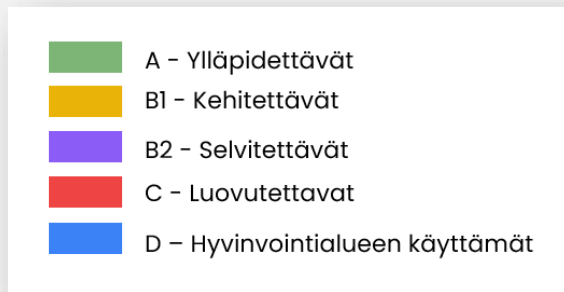 A - Ylläpidettävät
B1 - Kehitettävät
B2 - Selvitettävät
C - Luovutettavat
D – Hyvinvointialueen käyttämät